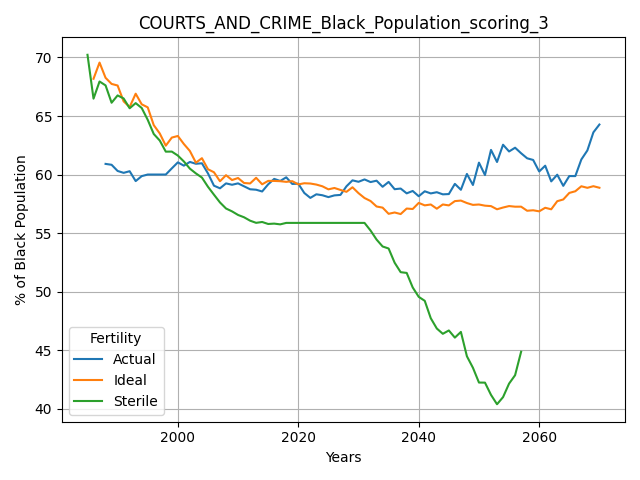 COURTS_AND_CRIME_Black_Population_scoring_3
% of Black Population
70
65
60
55
50
45
40
Fertility
Actual
Ideal
Sterile
2000
2020
2040
2060
Years